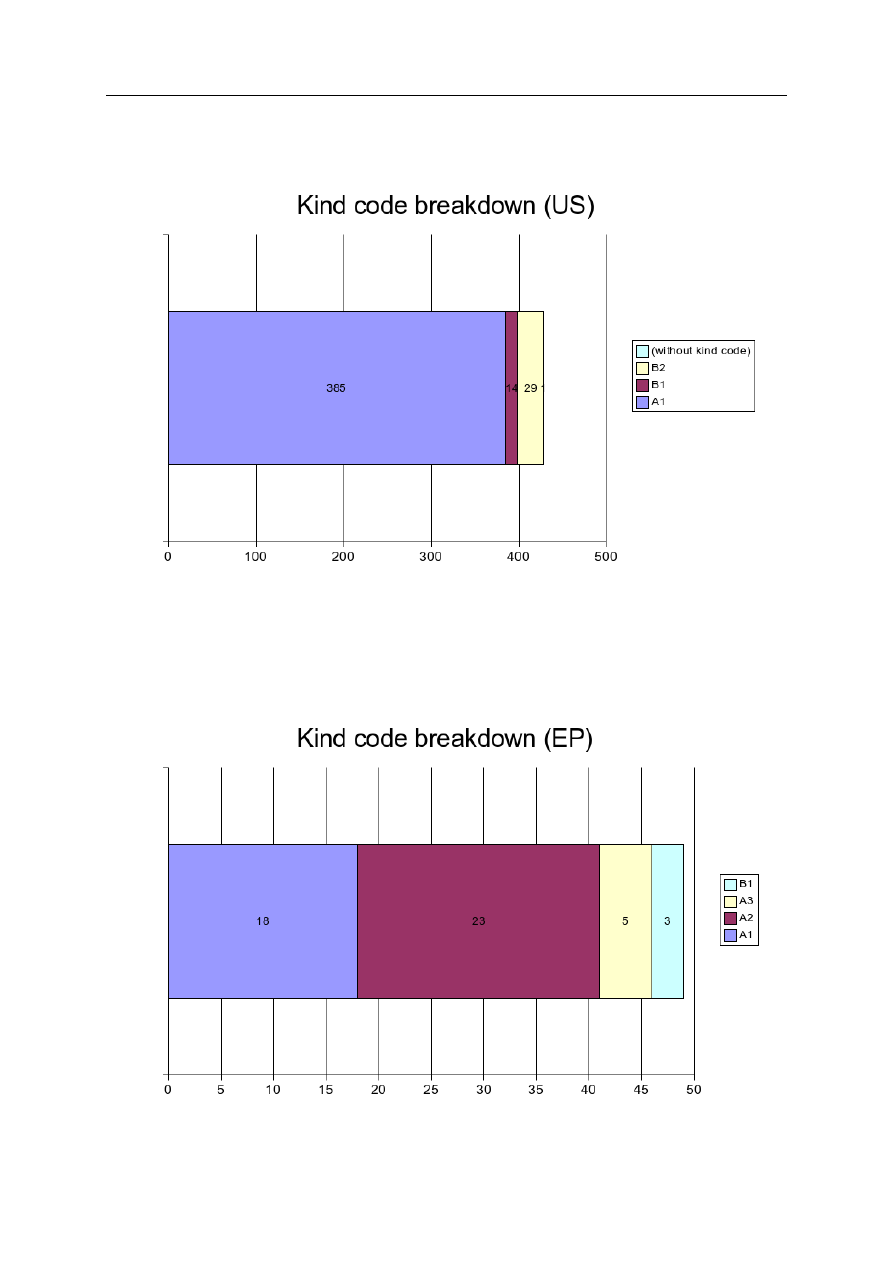 Kind code breakdown (US)
385 14 29 1
(without kind code)
B2
B1
A1
0 100 200 300 400 500
Kind code breakdown (EP)
18 23 5 3
B1
A3
A2
A1
0 5 10 15 20 25 30 35 40 45 50